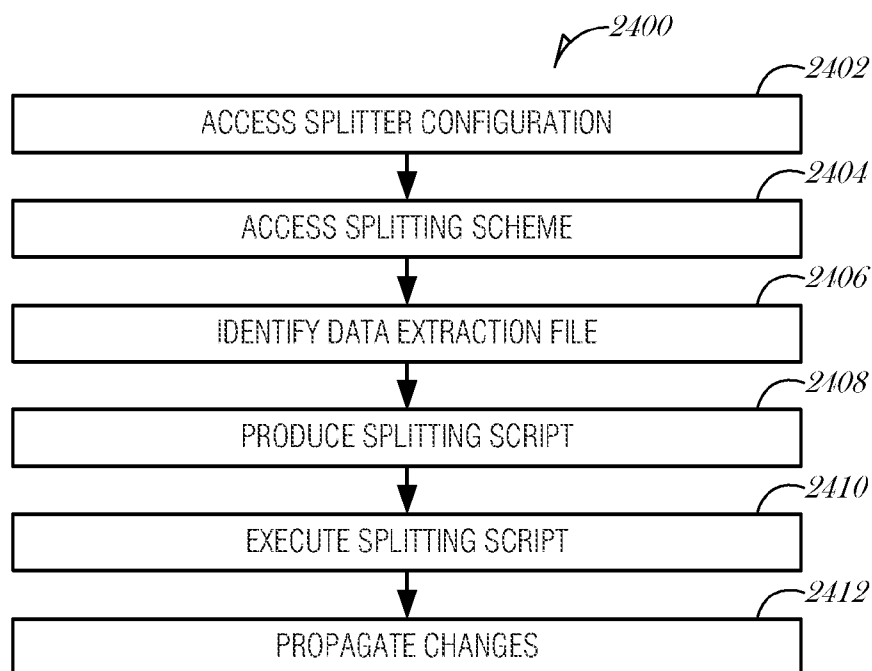 2400
2402
ACCESS SPLITTER CONFIGURATION
2404
ACCESS SPLITTING SCHEME
2406
IDENTIFY DATA EXTRACTION FILE
2408
PRODUCE SPLITTING SCRIPT
2410
EXECUTE SPLITTING SCRIPT
2412
PROPAGATE CHANGES